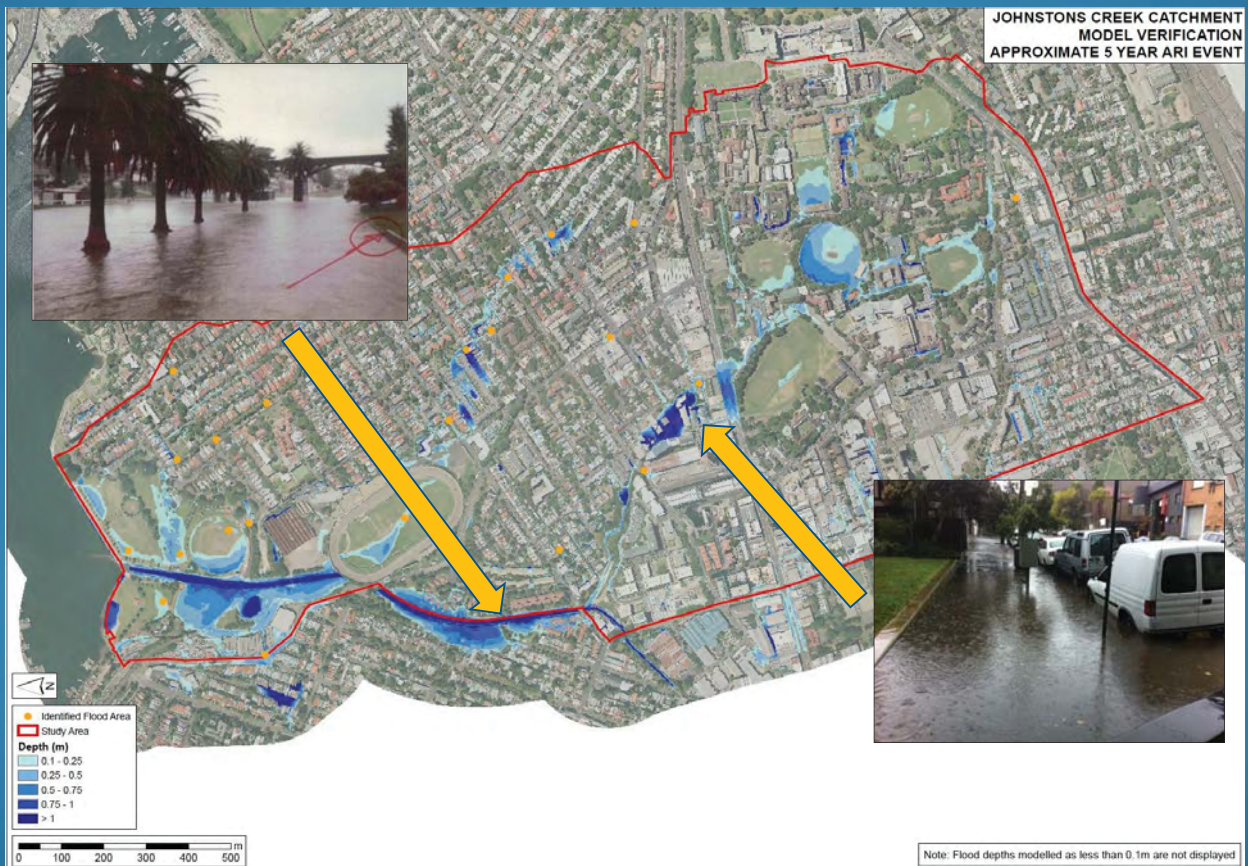 JOHNSTONS CREEK CATCHMENT
MODEL VERIFICATION
APPROXIMATE 5 YEAR ARI EVENT
N
Identified Flood Area
Study Area
Depth (m)
0.1 - 0.25
0.25 - 0.5
0.5 - 0.75
0.75 - 1
> 1
m
0 100 200 300 400 500
Note: Flood depths modelled as less than 0.1m are not displayed